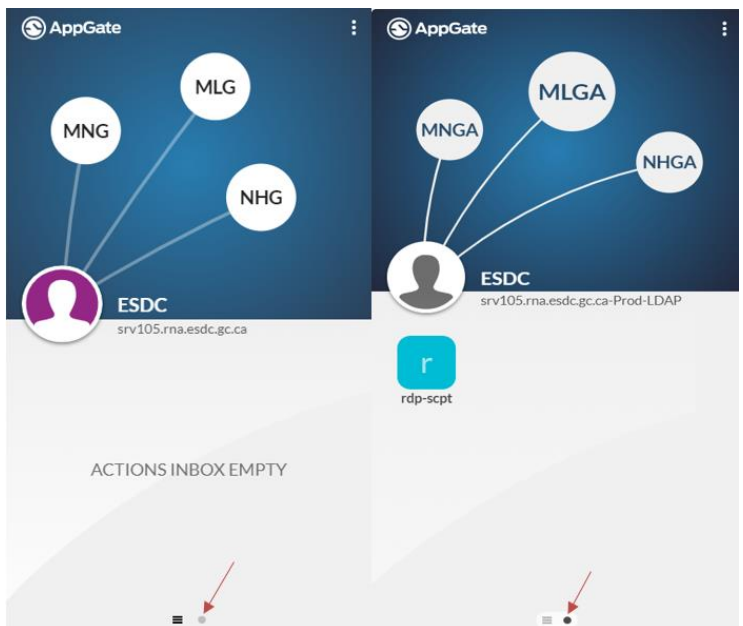 AppGate
MLG
MNG
NHG
ESDC
srv105.rna.esdc.gc.ca
ACTIONS INBOX EMPTY
AppGate
MLGA
MNGA
NHGA
ESDC
srv105.rna.esdc.gc.ca-Prod-LDAP
r
rdp-scpt